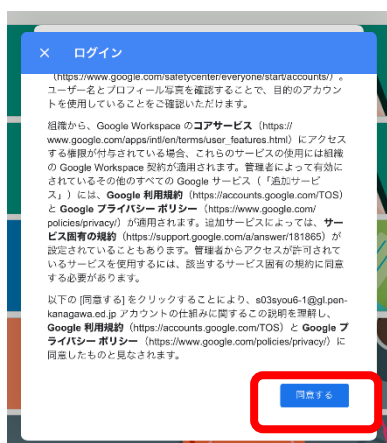 × ログイン
(https://www.google.com/safetycenter/everyone/start/accounts/) 。
ユーザー名とプロフィール写真を確認することで、目的のアカウン
トを使用していることをご確認いただけます。
組織から、Google Workspace のコアサービス（https://
www.google.com/apps/intl/en/terms/user_features.html）にアクセス
する権限が付与されている場合、これらのサービスの使用には組織
の Google Workspace 契約が適用されます。管理者によって有効に
されているその他のすべての Google サービス（「追加サービ
ス」）には、Google 利用規約（https://accounts.google.com/TOS）
と Google プライバシー ポリシー（https://www.google.com/
policies/privacy/）が適用されます。追加サービスによっては、サー
ビス固有の規約（https://support.google.com/a/answer/181865）が
設定されていることもあります。管理者からアクセスが許可されて
いるサービスを使用するには、該当するサービス固有の規約に同意
する必要があります。
以下の [同意する] をクリックすることにより、s03syou6-1@gl.pen-
kanagawa.ed.jp アカウントの仕組みに関するこの説明を理解し、
Google 利用規約（https://accounts.google.com/TOS）と Google プ
ライバシー ポリシー（https://www.google.com/policies/privacy/）に
同意したものと見なされます。
同意する